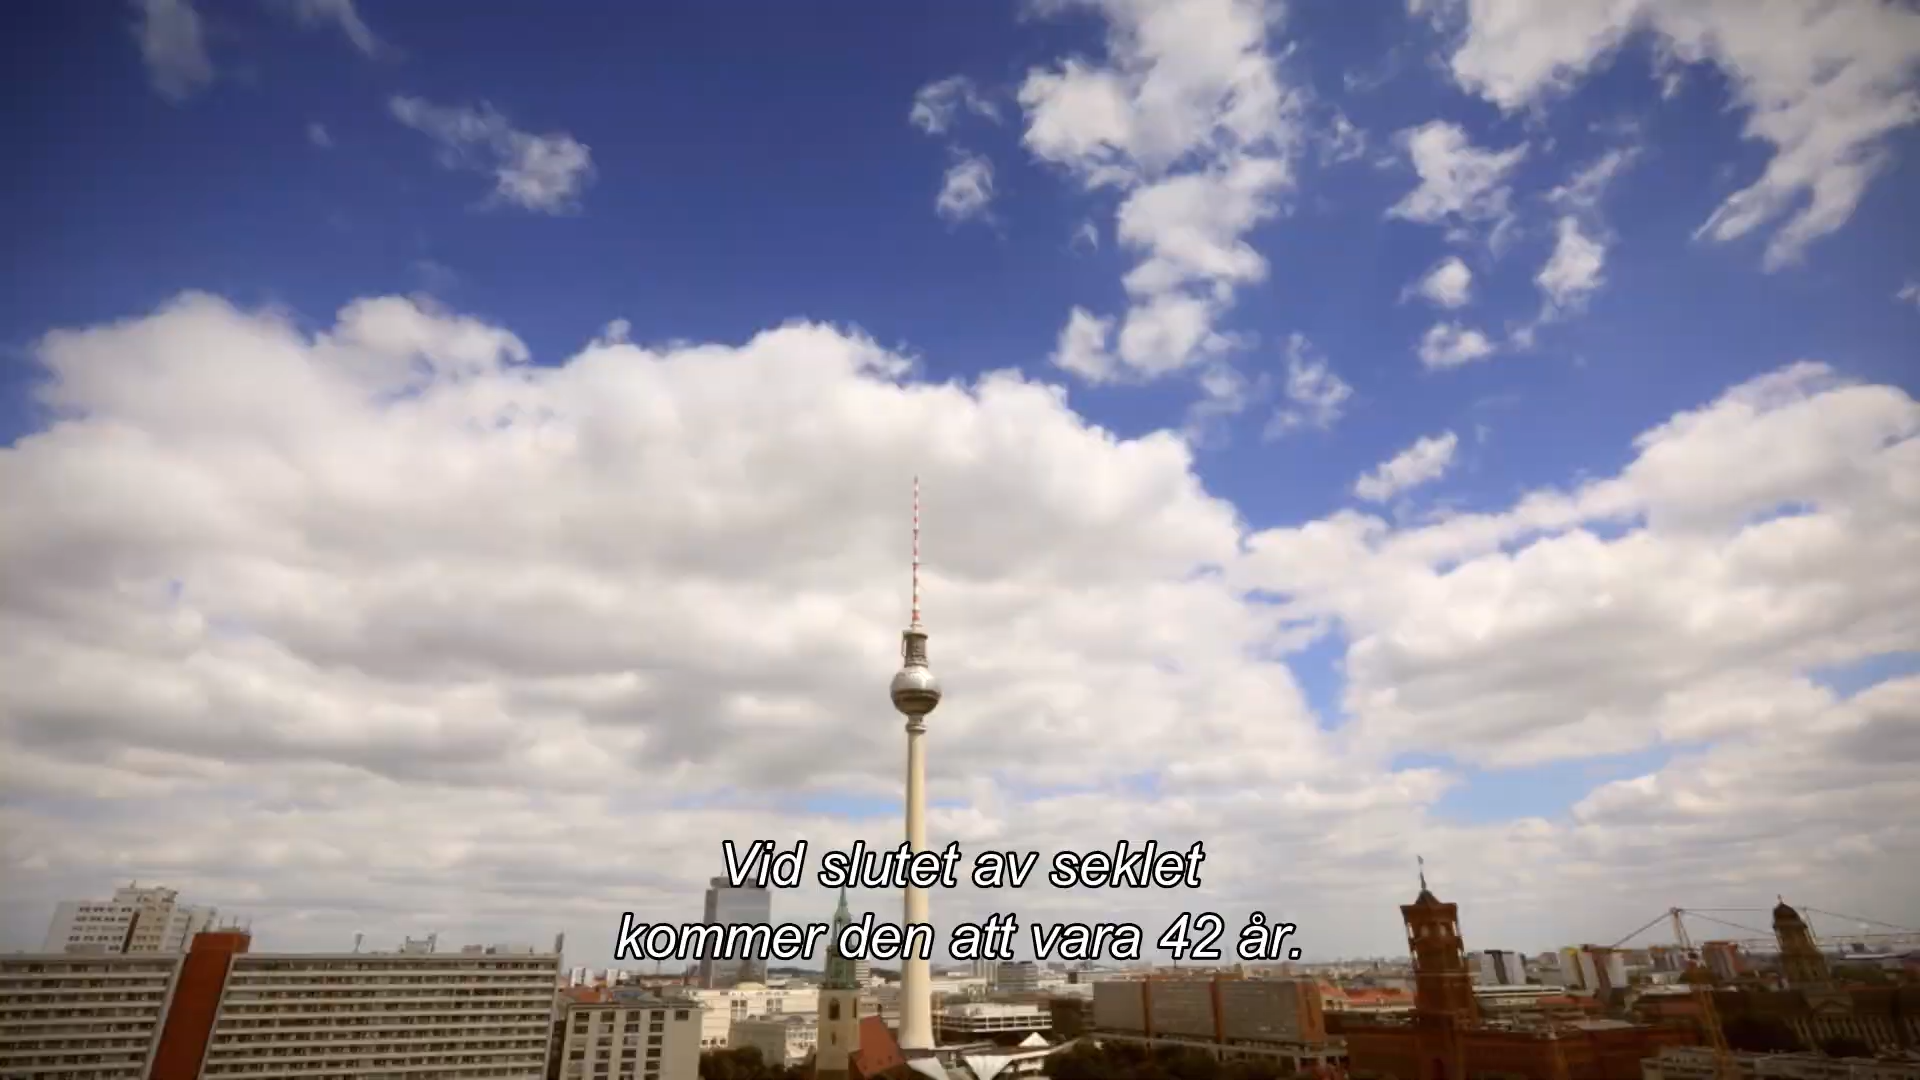 Vid slutet av seklet
kommer den att vara 42 år.